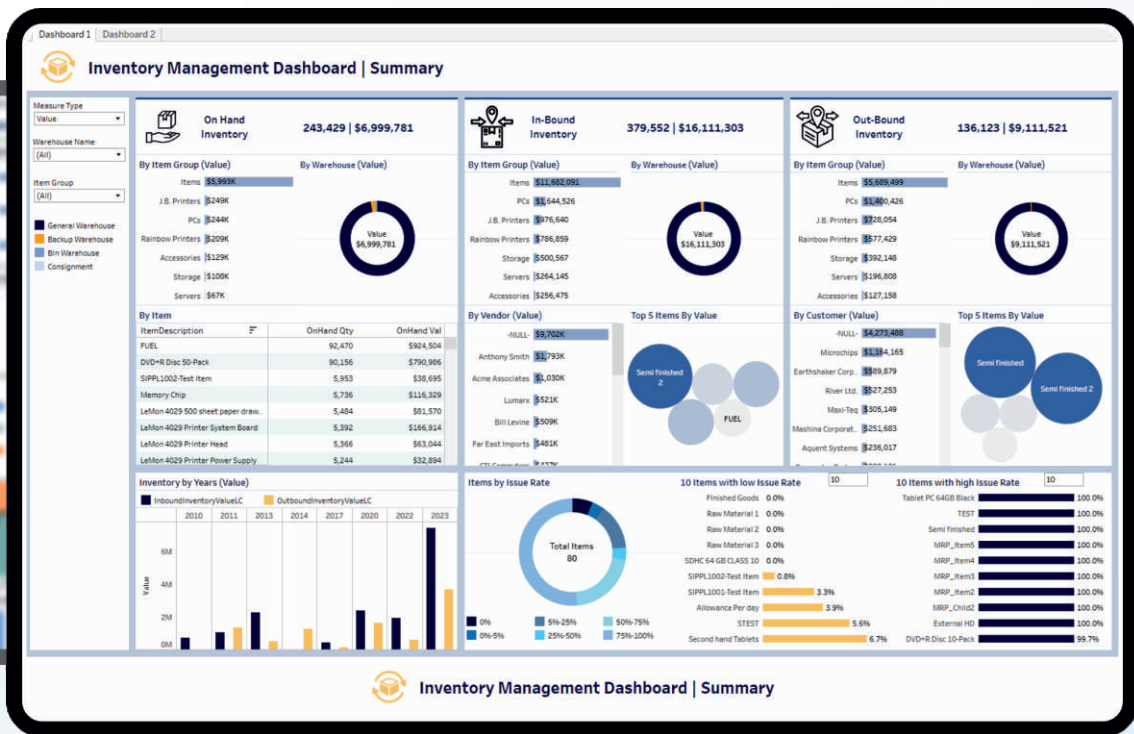 Dashboard 1 Dashboard 2
Inventory Management Dashboard | Summary
Measure Type
Value
Warehouse Name
(All)
Item Group
(All)
General Warehouse
Backup Warehouse
Bin Warehouse
Consignment
On Hand
Inventory
243,429 | $6,999,781
By Item Group (Value) By Warehouse (Value)
Items $5,993K
J.B. Printers $249K
PCs $244K
Rainbow Printers $209K
Accessories $129K
Storage $108K
Servers $67K
Value
$6,999,781
In-Bound
Inventory
379,552 | $16,111,303
By Item Group (Value) By Warehouse (Value)
Items $11,682,091
PCs $1,644,526
J.B. Printers $976,640
Rainbow Printers $786,859
Storage $500,567
Servers $264,145
Accessories $256,475
Value
$16,111,303
Out-Bound
Inventory
136,123 | $9,111,521
By Item Group (Value) By Warehouse (Value)
Items $5,689,499
PCs $1,400,426
J.B. Printers $728,054
Rainbow Printers $577,429
Storage $392,148
Servers $196,808
Accessories $127,158
Value
$9,111,521
By Item
ItemDescription OnHand Qty OnHand Val
FUEL 92,470 $924,504
DVD+R Disc 50-Pack 90,156 $790,986
SIPPL1002-Test Item 5,953 $38,695
Memory Chip 5,736 $116,329
LeMon 4029 500 sheet paper draw.. 5,484 $81,570
LeMon 4029 Printer System Board 5,392 $166,914
LeMon 4029 Printer Head 5,366 $63,044
LeMon 4029 Printer Power Supply 5,244 $32,894
By Vendor (Value) Top 5 Items By Value
-NULL- $9,702K
Anthony Smith $1,793K
Acme Associates $1,030K
Lumarx $521K
Bill Levine $509K
Far East Imports $481K
Semi finished
2
FUEL
By Customer (Value) Top 5 Items By Value
-NULL- $4,273,488
Microchips $1,164,165
Earthshaker Corp.. $589,879
River Ltd. $527,253
Maxi-Teq $305,149
Mashina Corporat.. $251,683
Aquent Systems $236,017
Semi finished
Semi finished 2
Inventory by Years (Value)
InboundInventoryValueLC OutboundInventoryValueLC
2010 2011 2013 2014 2017 2020 2022 2023
Value
6M
4M
2M
0M
Items by Issue Rate
Total Items
80
0% 5%-25% 50%-75%
0%-5% 25%-50% 75%-100%
10 Items with low Issue Rate 10
Finished Goods 0.0%
Raw Material 1 0.0%
Raw Material 2 0.0%
Raw Material 3 0.0%
SDHC 64 GB CLASS 10 0.0%
SIPPL1002-Test Item 0.8%
SIPPL1001-Test Item 3.3%
Allowance Per day 3.9%
STEST 5.6%
Second hand Tablets 6.7%
10 Items with high Issue Rate 10
Tablet PC 64GB Black 100.0%
TEST 100.0%
Semi finished 100.0%
MRP_Item5 100.0%
MRP_Item4 100.0%
MRP_Item3 100.0%
MRP_Item2 100.0%
MRP_Child2 100.0%
External HD 100.0%
DVD+R Disc 10-Pack 99.7%
Inventory Management Dashboard | Summary